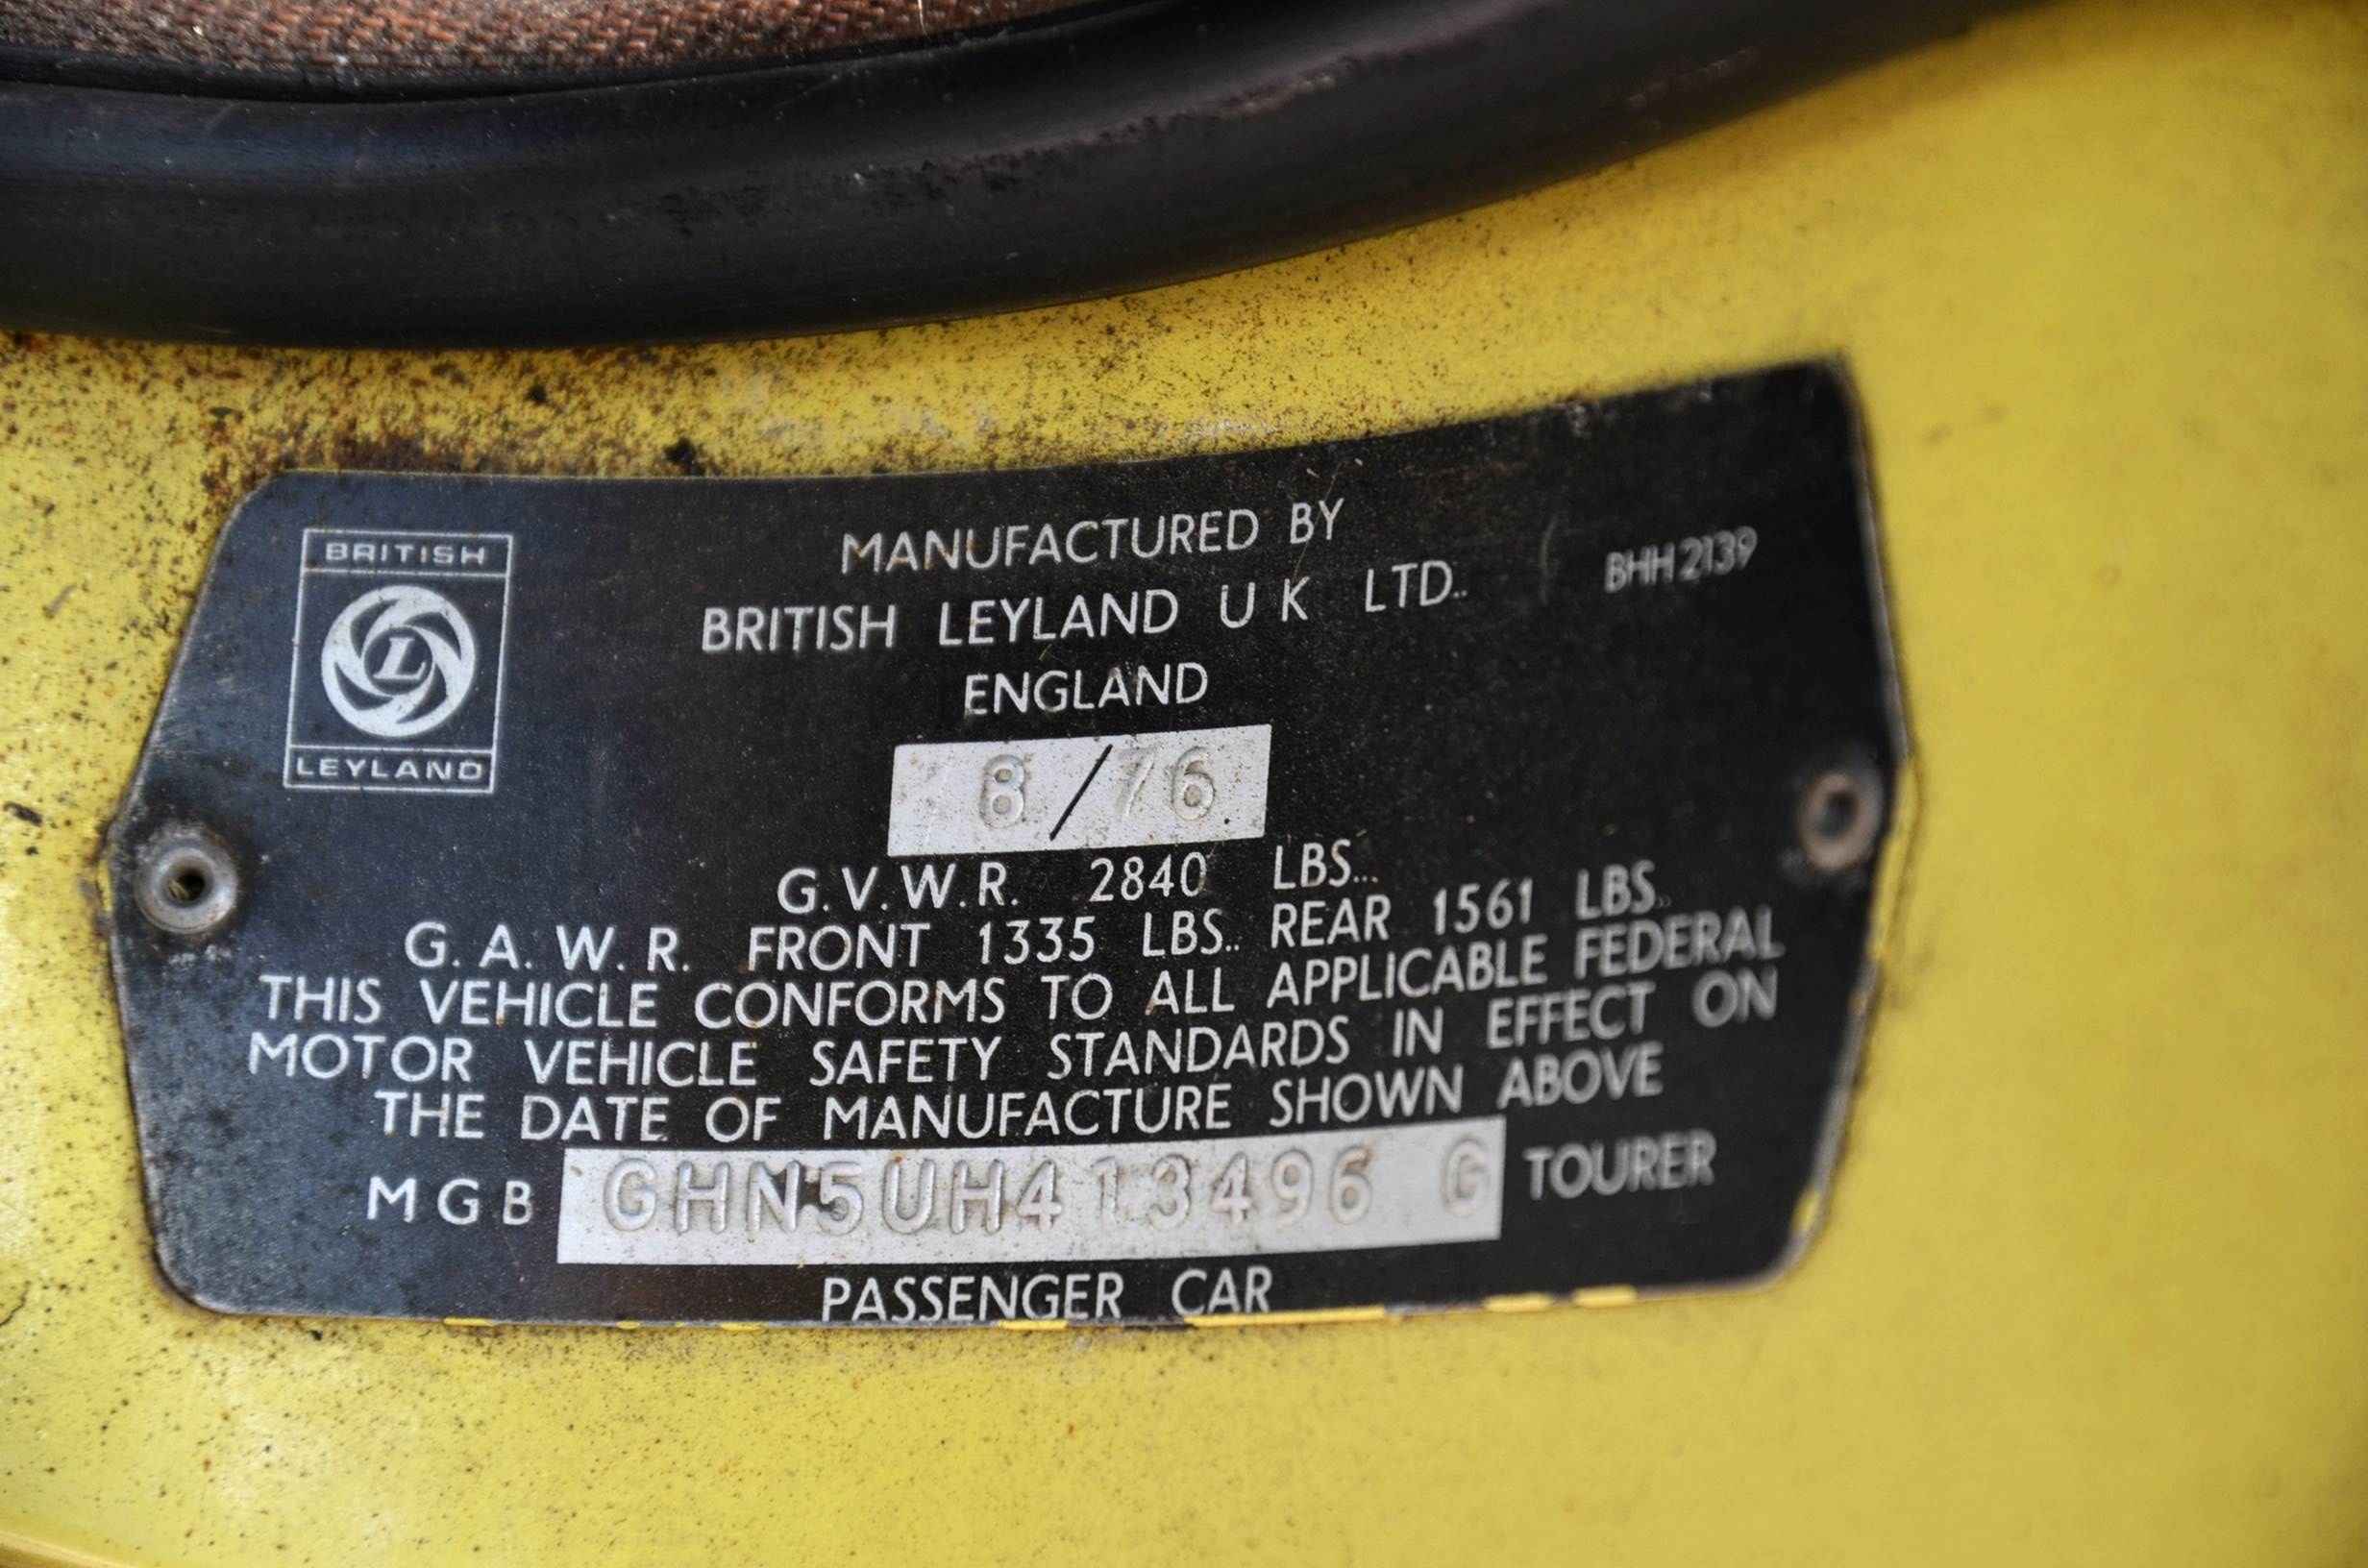 BRITISH
L
LEYLAND
MANUFACTURED BY
BRITISH LEYLAND U K LTD..
BHH 2139
ENGLAND
8/76
G.V.W.R. 2840 LBS...
G.A.W.R. FRONT 1335 LBS.. REAR 1561 LBS..
THIS VEHICLE CONFORMS TO ALL APPLICABLE FEDERAL
MOTOR VEHICLE SAFETY STANDARDS IN EFFECT ON
THE DATE OF MANUFACTURE SHOWN ABOVE
MGB GHN5UH413496 G TOURER
PASSENGER CAR